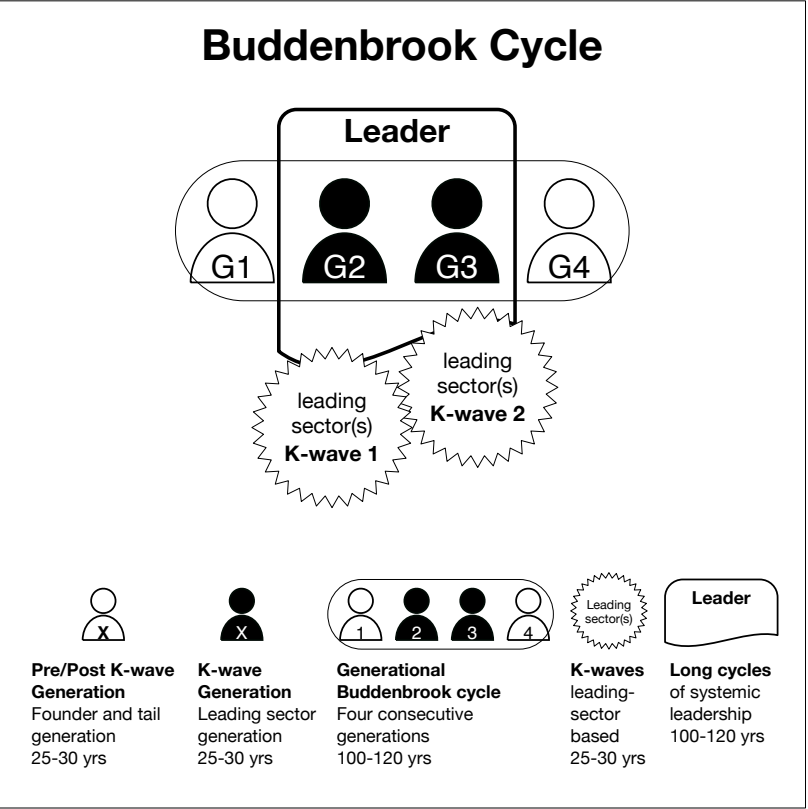 Buddenbrook Cycle
Leader
G1 G2 G3 G4
leading
sector(s)
K-wave 1
leading
sector(s)
K-wave 2
X
Pre/Post K-wave
Generation
Founder and tail
generation
25-30 yrs
X
K-wave
Generation
Leading sector
generation
25-30 yrs
1 2 3 4
Generational
Buddenbrook cycle
Four consecutive
generations
100-120 yrs
Leading
sector(s)
K-waves
leading-
sector
based
25-30 yrs
Leader
Long cycles
of systemic
leadership
100-120 yrs